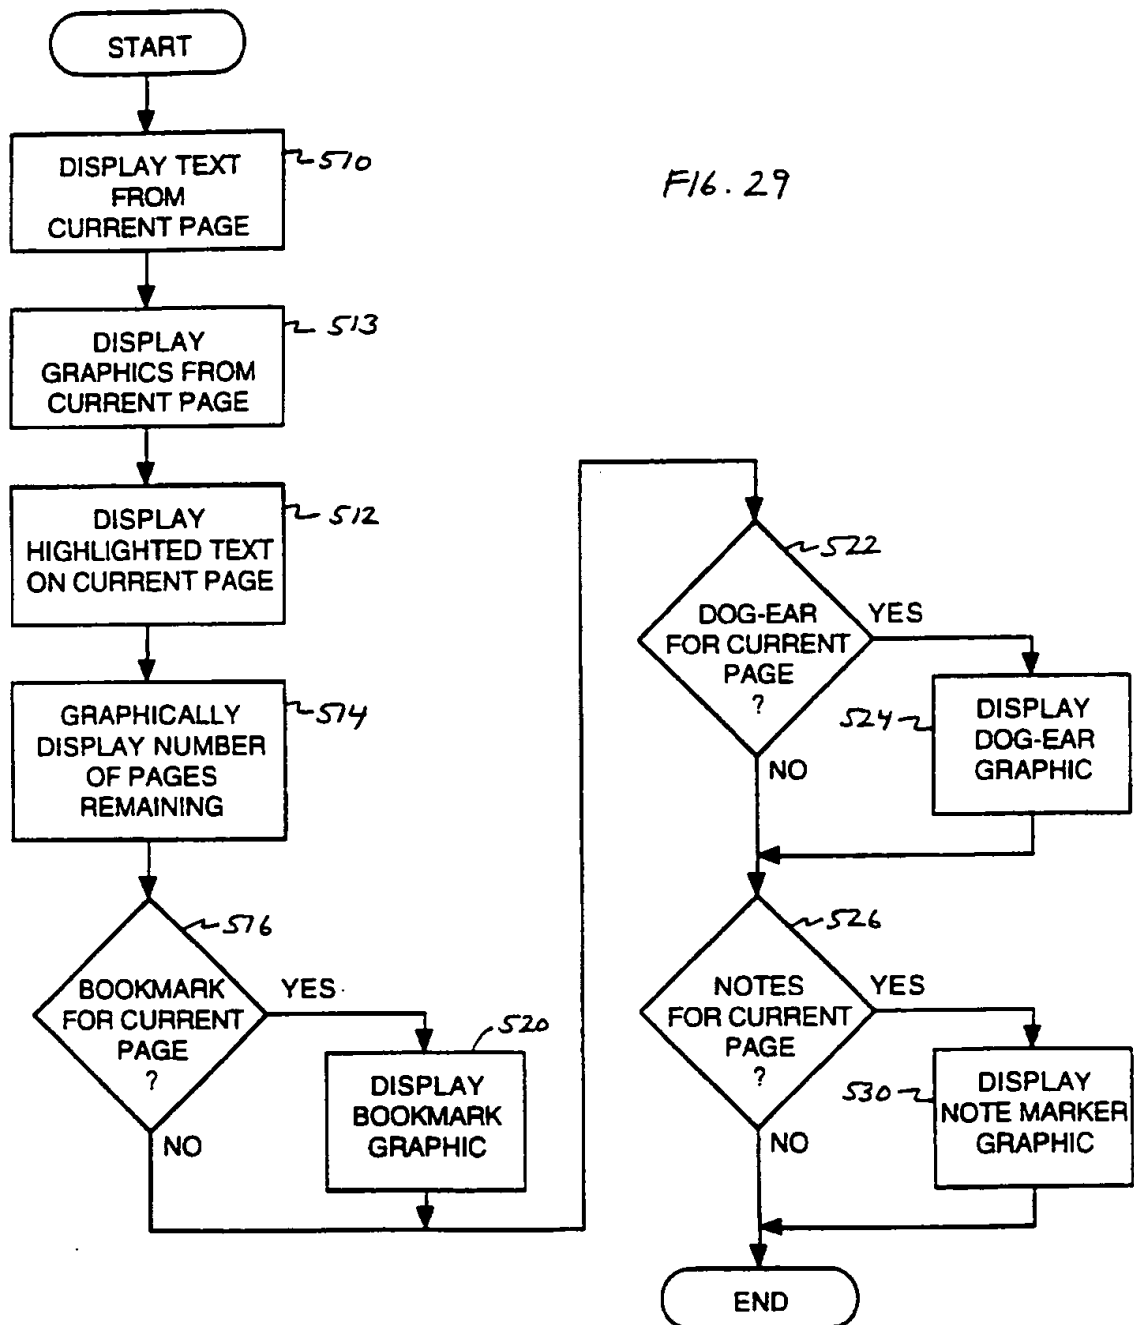 START
DISPLAY TEXT
FROM
CURRENT PAGE
510
FIG. 29
DISPLAY
GRAPHICS FROM
CURRENT PAGE
513
DISPLAY
HIGHLIGHTED TEXT
ON CURRENT PAGE
512
GRAPHICALLY
DISPLAY NUMBER
OF PAGES
REMAINING
514
BOOKMARK
FOR CURRENT
PAGE
?
516
YES
NO
DISPLAY
BOOKMARK
GRAPHIC
520
DOG-EAR
FOR CURRENT
PAGE
?
522
YES
NO
DISPLAY
DOG-EAR
GRAPHIC
524
NOTES
FOR CURRENT
PAGE
?
526
YES
NO
DISPLAY
NOTE MARKER
GRAPHIC
530
END